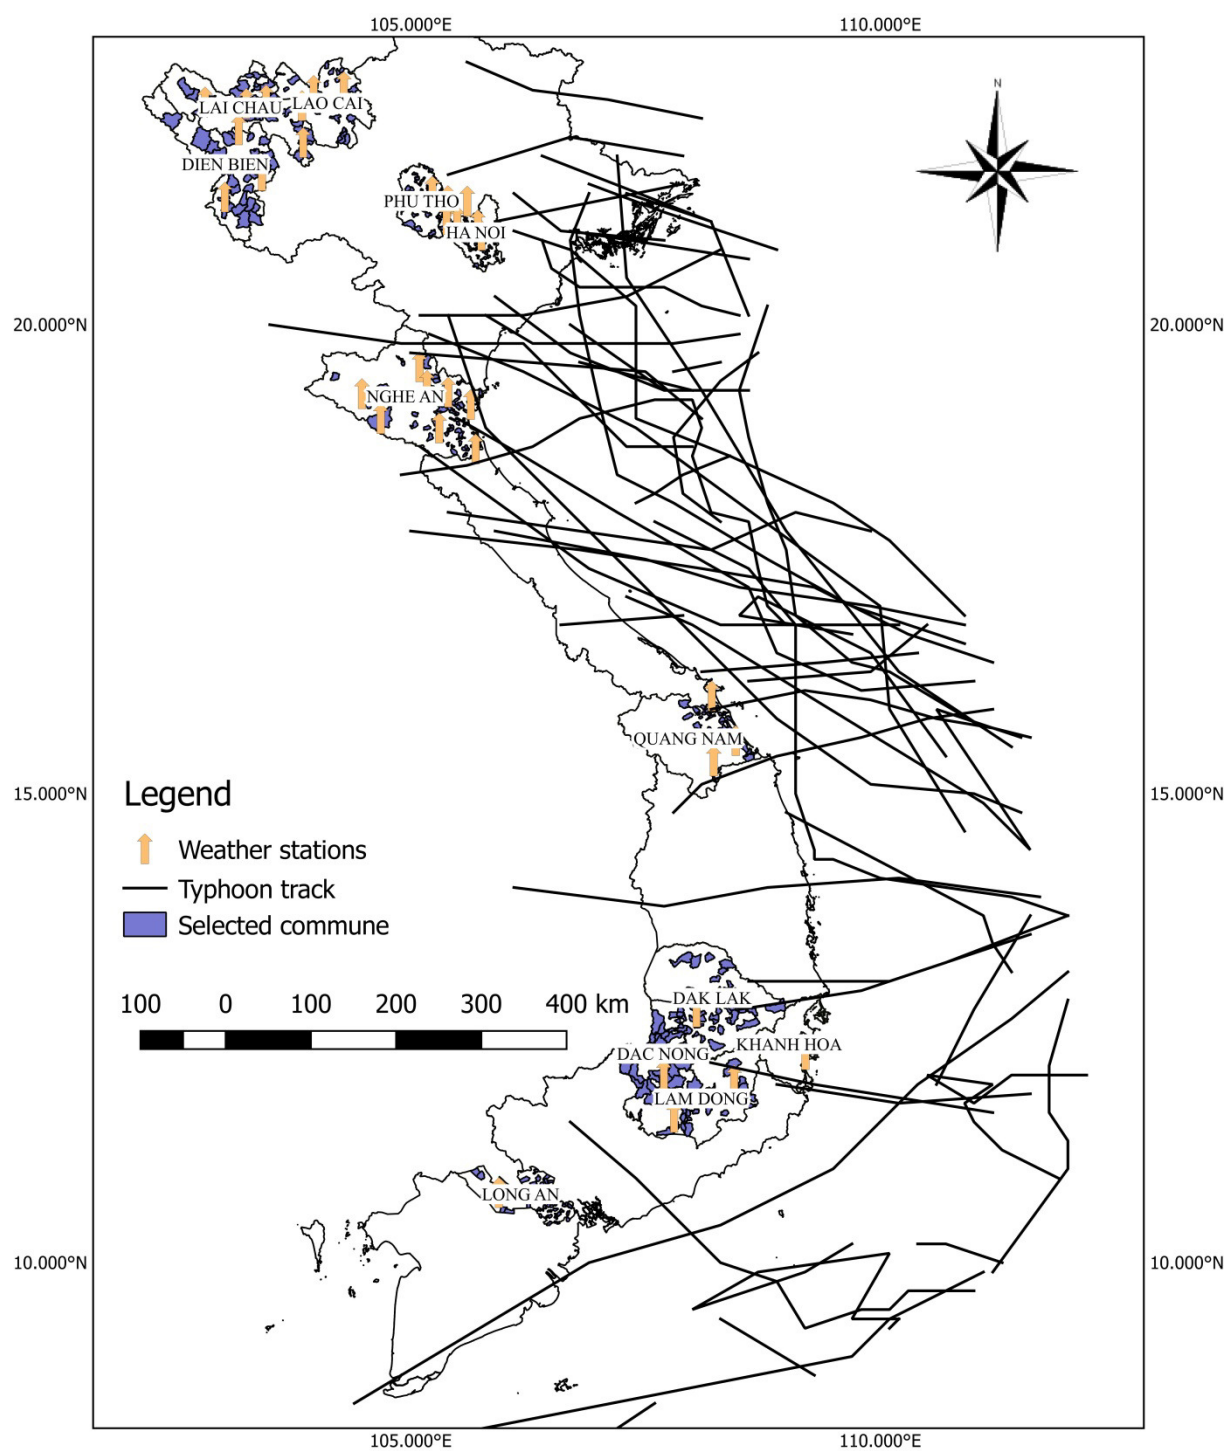 105.000°E 110.000°E
N
LAI CHAU LAO CAI
DIEN BIEN
PHU THO
HA NOI
20.000°N 20.000°N
NGHE AN
QUANG NAM
Legend
15.000°N 15.000°N
Weather stations
Typhoon track
Selected commune
100 0 100 200 300 400 km
DAK LAK
KHANH HOA
DAC NONG
LAM DONG
LONG AN
10.000°N 10.000°N
105.000°E 110.000°E